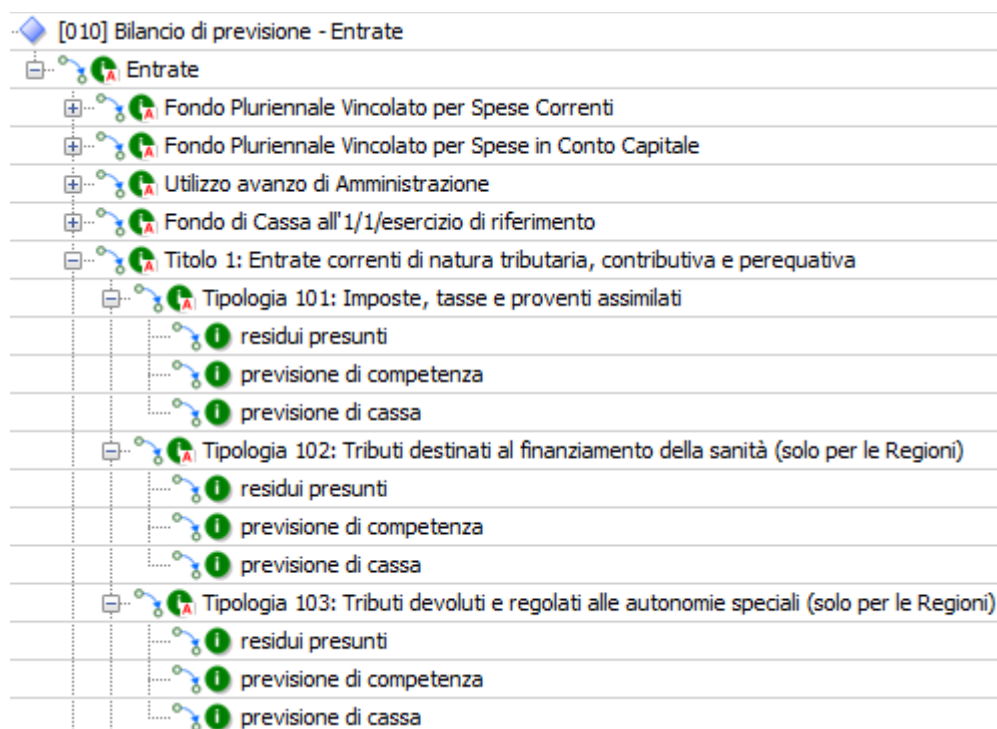 [010] Bilancio di previsione - Entrate
Entrate
Fondo Pluriennale Vincolato per Spese Correnti
Fondo Pluriennale Vincolato per Spese in Conto Capitale
Utilizzo avanzo di Amministrazione
Fondo di Cassa all'1/1/esercizio di riferimento
Titolo 1: Entrate correnti di natura tributaria, contributiva e perequativa
Tipologia 101: Imposte, tasse e proventi assimilati
residui presunti
previsione di competenza
previsione di cassa
Tipologia 102: Tributi destinati al finanziamento della sanità (solo per le Regioni)
residui presunti
previsione di competenza
previsione di cassa
Tipologia 103: Tributi devoluti e regolati alle autonomie speciali (solo per le Regioni)
residui presunti
previsione di competenza
previsione di cassa